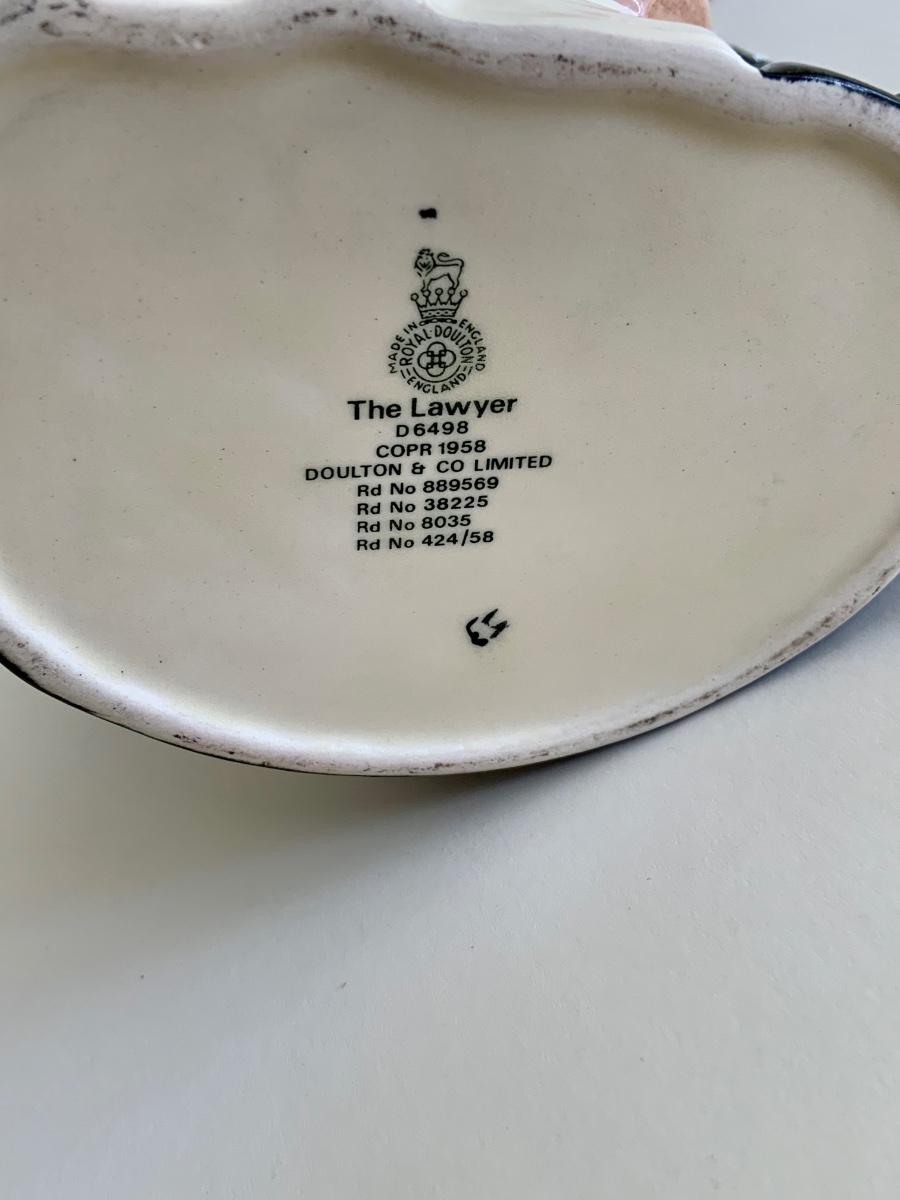 MADE IN ENGLAND
ROYAL DOULTON
ENGLAND
The Lawyer
D6498
COPR 1958
DOULTON & CO LIMITED
Rd No 889569
Rd No 38225
Rd No 8035
Rd No 424/58